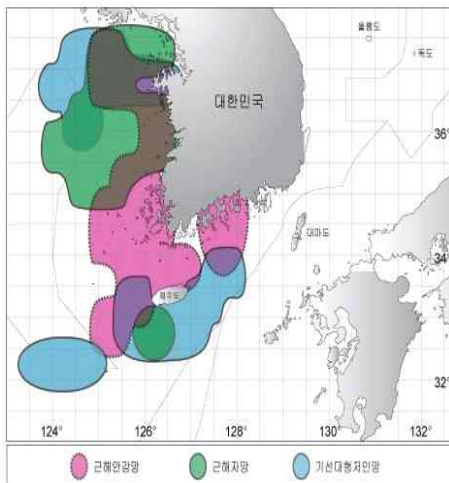 울릉도
독도
대한민국
36°
대마도
34°
제주도
32°
124° 126° 128° 130° 132°
근해안강망 근해자망 기선대형저인망